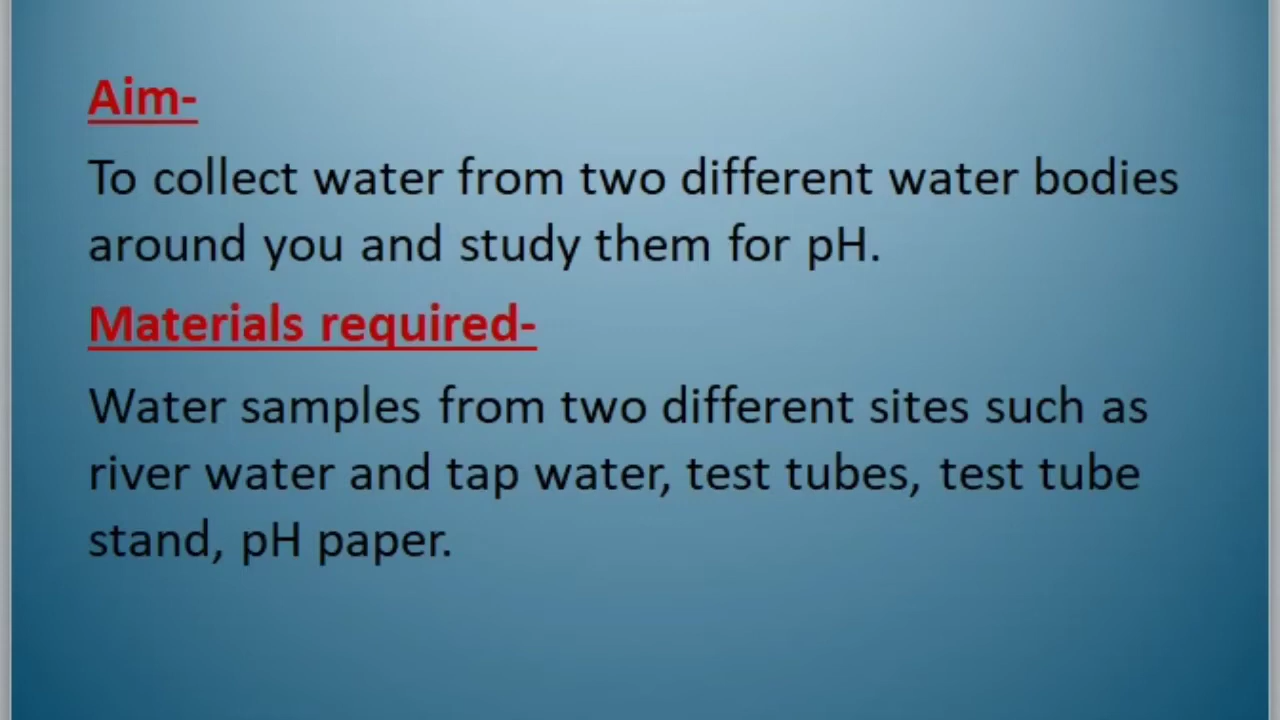 Aim-
To collect water from two different water bodies
around you and study them for pH.
Materials required-
Water samples from two different sites such as
river water and tap water, test tubes, test tube
stand, pH paper.